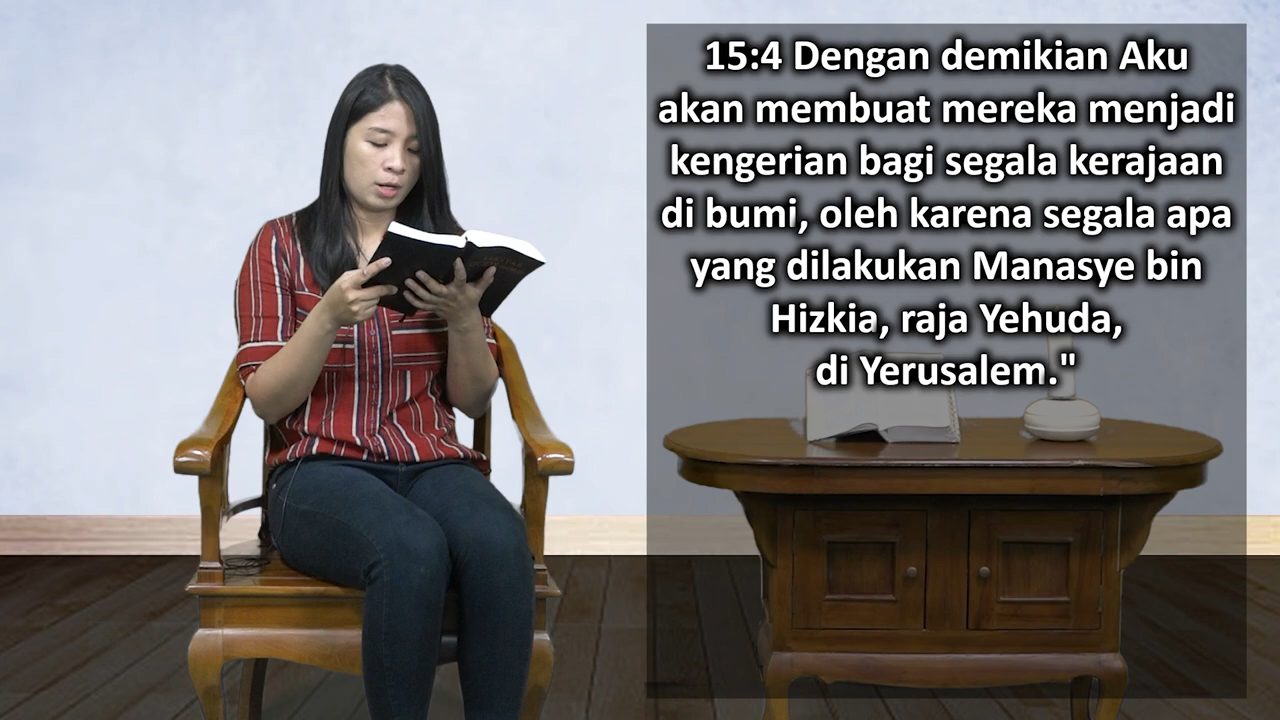 15:4 Dengan demikian Aku
akan membuat mereka menjadi
kengerian bagi segala kerajaan
di bumi, oleh karena segala apa
yang dilakukan Manasye bin
Hizkia, raja Yehuda,
di Yerusalem."